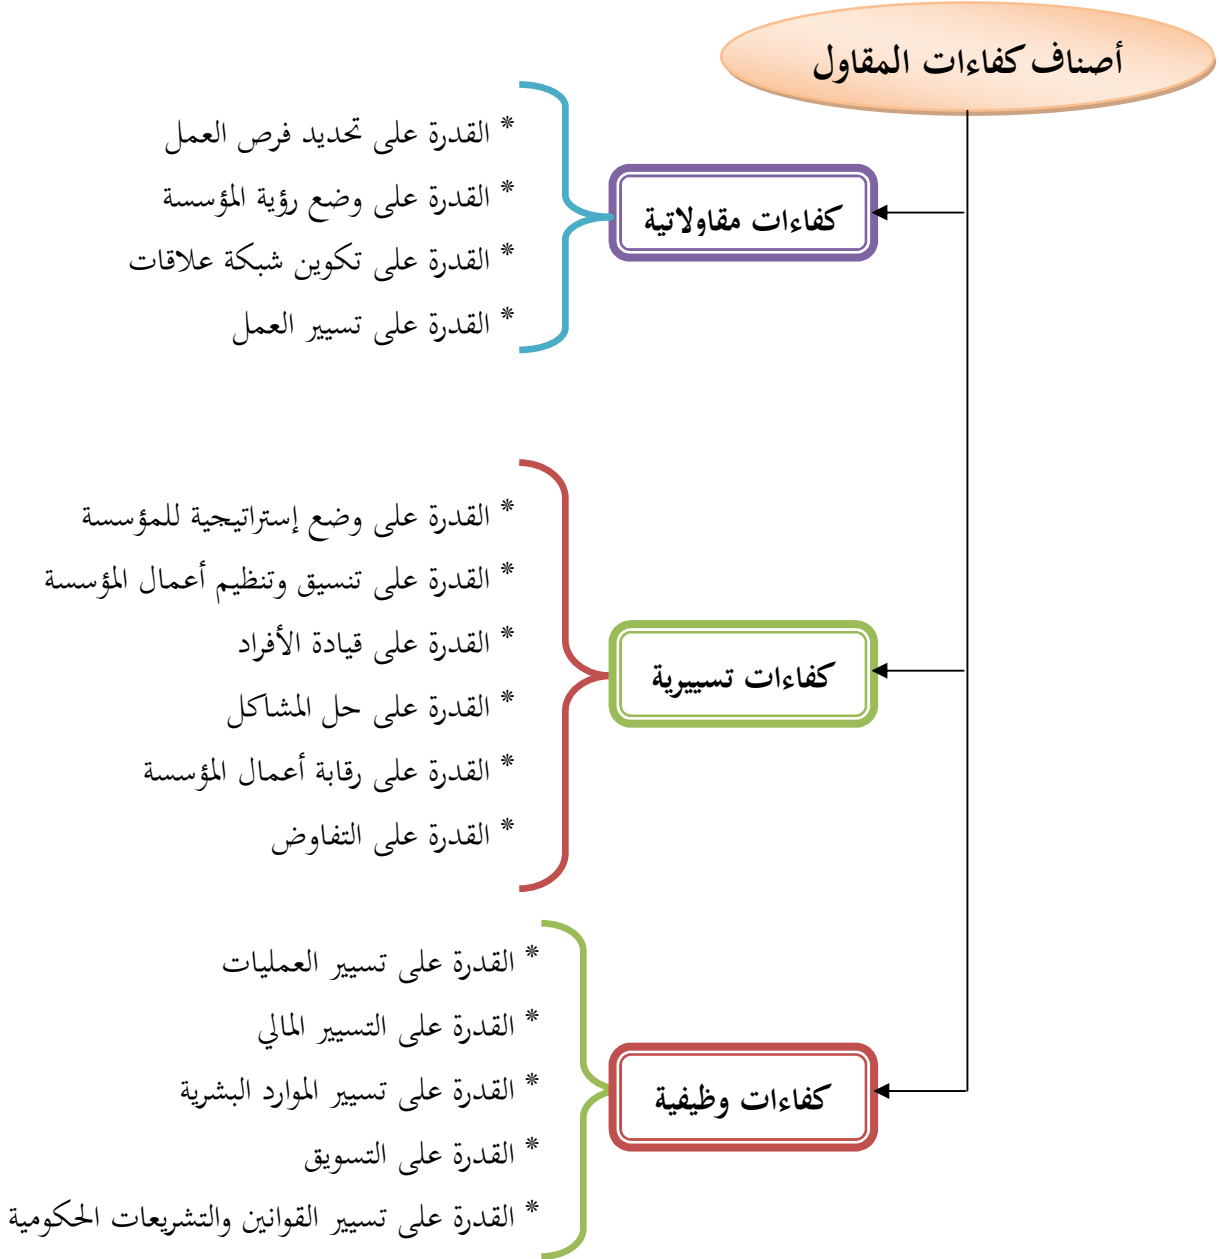 أصناف كفاءات المقاول
كفاءات مقاولاتية
* القدرة على تحديد فرص العمل
* القدرة على وضع رؤية المؤسسة
* القدرة على تكوين شبكة علاقات
* القدرة على تسيير العمل
كفاءات تسييرية
* القدرة على وضع إستراتيجية للمؤسسة
* القدرة على تنسيق وتنظيم أعمال المؤسسة
* القدرة على قيادة الأفراد
* القدرة على حل المشاكل
* القدرة على رقابة أعمال المؤسسة
* القدرة على التفاوض
كفاءات وظيفية
* القدرة على تسيير العمليات
* القدرة على التسيير المالي
* القدرة على تسيير الموارد البشرية
* القدرة على التسويق
* القدرة على تسيير القوانين والتشريعات الحكومية